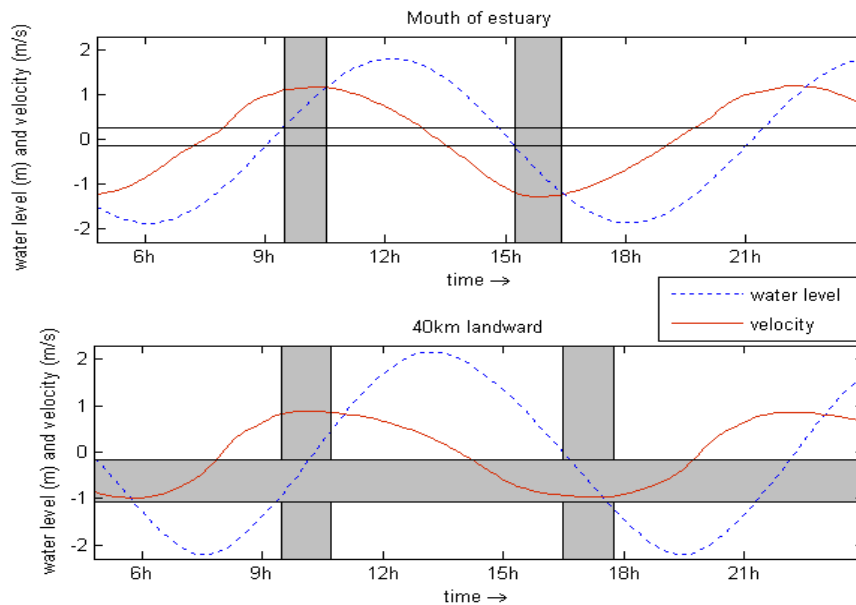 Mouth of estuary
water level (m) and velocity (m/s)
2
1
0
-1
-2
6h 9h 12h 15h 18h 21h
time →
water level
velocity
40km landward
water level (m) and velocity (m/s)
2
1
0
-1
-2
6h 9h 12h 15h 18h 21h
time →